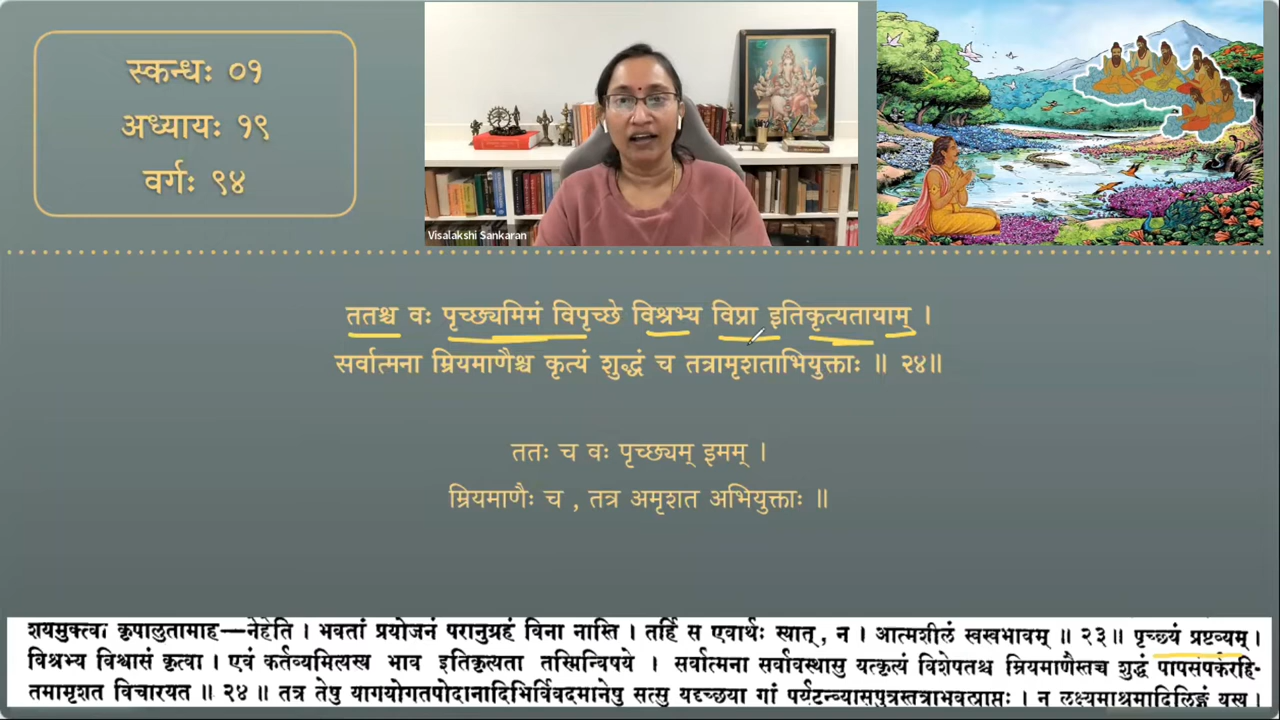 स्कन्धः ०१
अध्यायः १९
वर्गः ९४
Visalakshi Sankaran
ततश्च वः पृच्छ्यमिमं विपृच्छे विश्रभ्य विप्रा इतिकृत्यतायाम् ।
सर्वात्मना म्रियमाणैश्च कृत्यं शुद्धं च तत्रामृशताभियुक्ताः ॥ २४॥
ततः च वः पृच्छ्यम् इमम् ।
म्रियमाणैः च , तत्र अमृशत अभियुक्ताः ॥
शयमुक्त्वा कृपालुतामाह—नेहेति । भवतां प्रयोजनं परानुग्रहं विना नास्ति । तर्हि स एवार्थः स्यात् , न । आत्मशीलं स्वस्वभावम् ॥ २३॥ पृच्छ्यं प्रष्टव्यम् ।
विश्रभ्य विश्वासं कृत्वा । एवं कर्तव्यमित्यस्य भाव इतिकृत्यता तस्मिन्विषये । सर्वात्मना सर्वावस्थासु यत्कृत्यं विशेषतश्च म्रियमाणैस्तच्च शुद्धं पापसंपर्करहि-
तमामृशत विचारयत ॥ २४ ॥ तत्र तेषु यागयोगतपोदानादिभिर्विवदमानेषु सत्सु यदृच्छया गां पर्यटन्व्यासपुत्रस्तत्राभवत्प्राप्तः । न लक्ष्यमाश्रमादिलिङ्गं यस्य ।